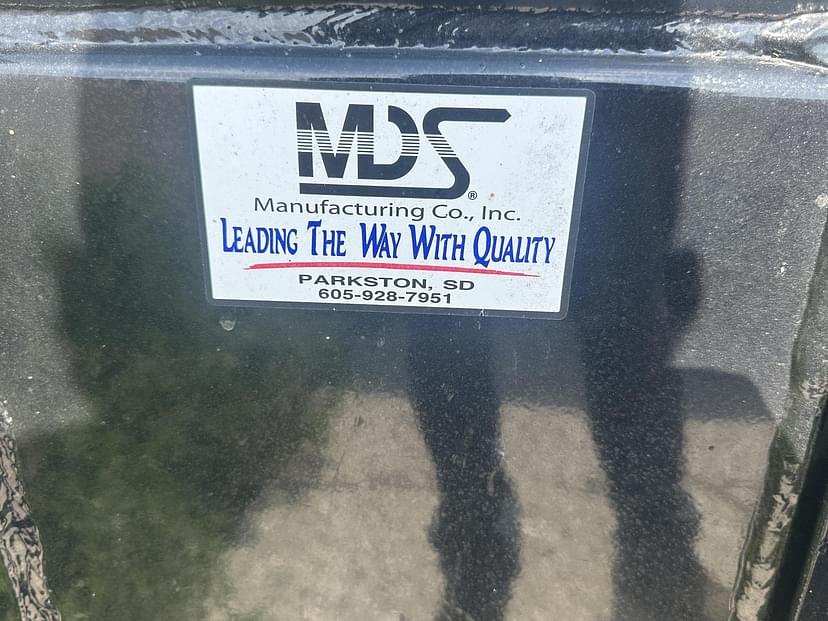 MDS®
Manufacturing Co., Inc.
LEADING THE WAY WITH QUALITY
PARKSTON, SD
605-928-7951